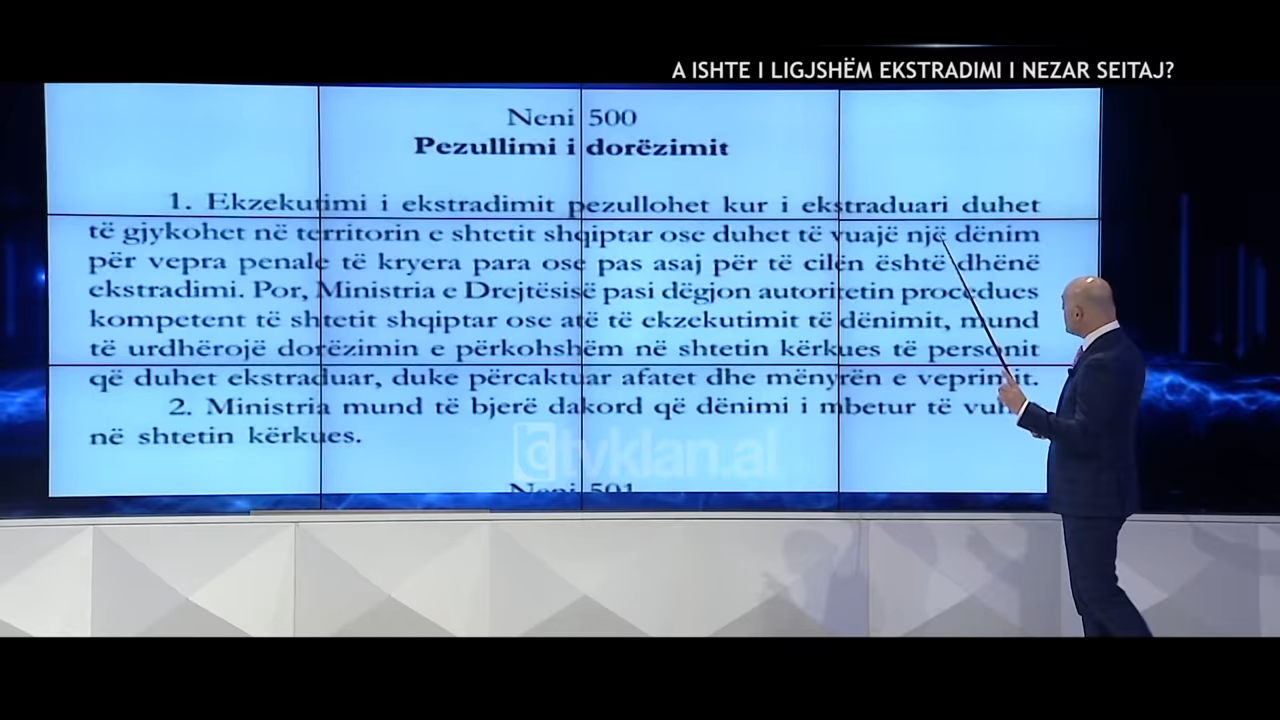 A ISHTE I LIGJSHËM EKSTRADIMI I NEZAR SEITAJ?
Neni 500
Pezullimi i dorëzimit
1. Ekzekutimi i ekstradimit pezullohet kur i ekstraduari duhet
të gjykohet në territorin e shtetit shqiptar ose duhet të vuajë një dënim
për vepra penale të kryera para ose pas asaj për të cilën është dhënë
ekstradimi. Por, Ministria e Drejtësisë pasi dëgjon autoritetin procedues
kompetent të shtetit shqiptar ose atë të ekzekutimit të dënimit, mund
të urdhërojë dorëzimin e përkohshëm në shtetin kërkues të personit
që duhet ekstraduar, duke përcaktuar afatet dhe mënyrën e veprimit.
2. Ministria mund të bjerë dakord që dënimi i mbetur të
në shtetin kërkues.
tvklan.al
Neni 501